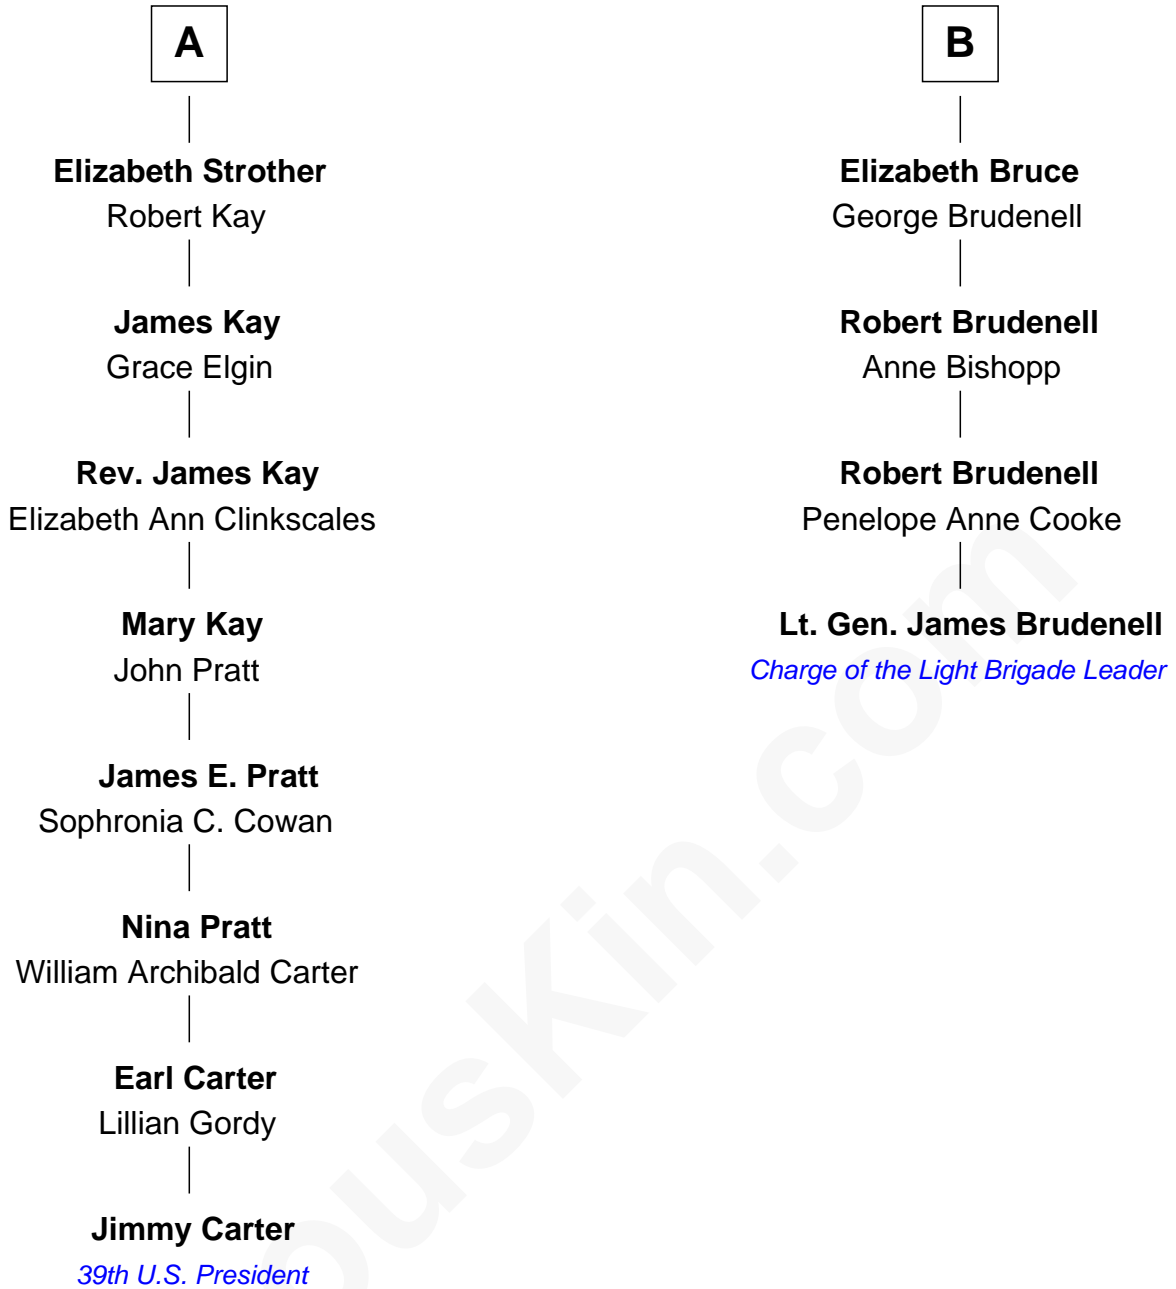 A
Elizabeth Strother
Robert Kay
James Kay
Grace Elgin
Rev. James Kay
Elizabeth Ann Clinkscales
Mary Kay
John Pratt
James E. Pratt
Sophronia C. Cowan
Nina Pratt
William Archibald Carter
Earl Carter
Lillian Gordy
Jimmy Carter
39th U.S. President
B
Elizabeth Bruce
George Brudenell
Robert Brudenell
Anne Bishopp
Robert Brudenell
Penelope Anne Cooke
Lt. Gen. James Brudenell
Charge of the Light Brigade Leader
ousKin.com